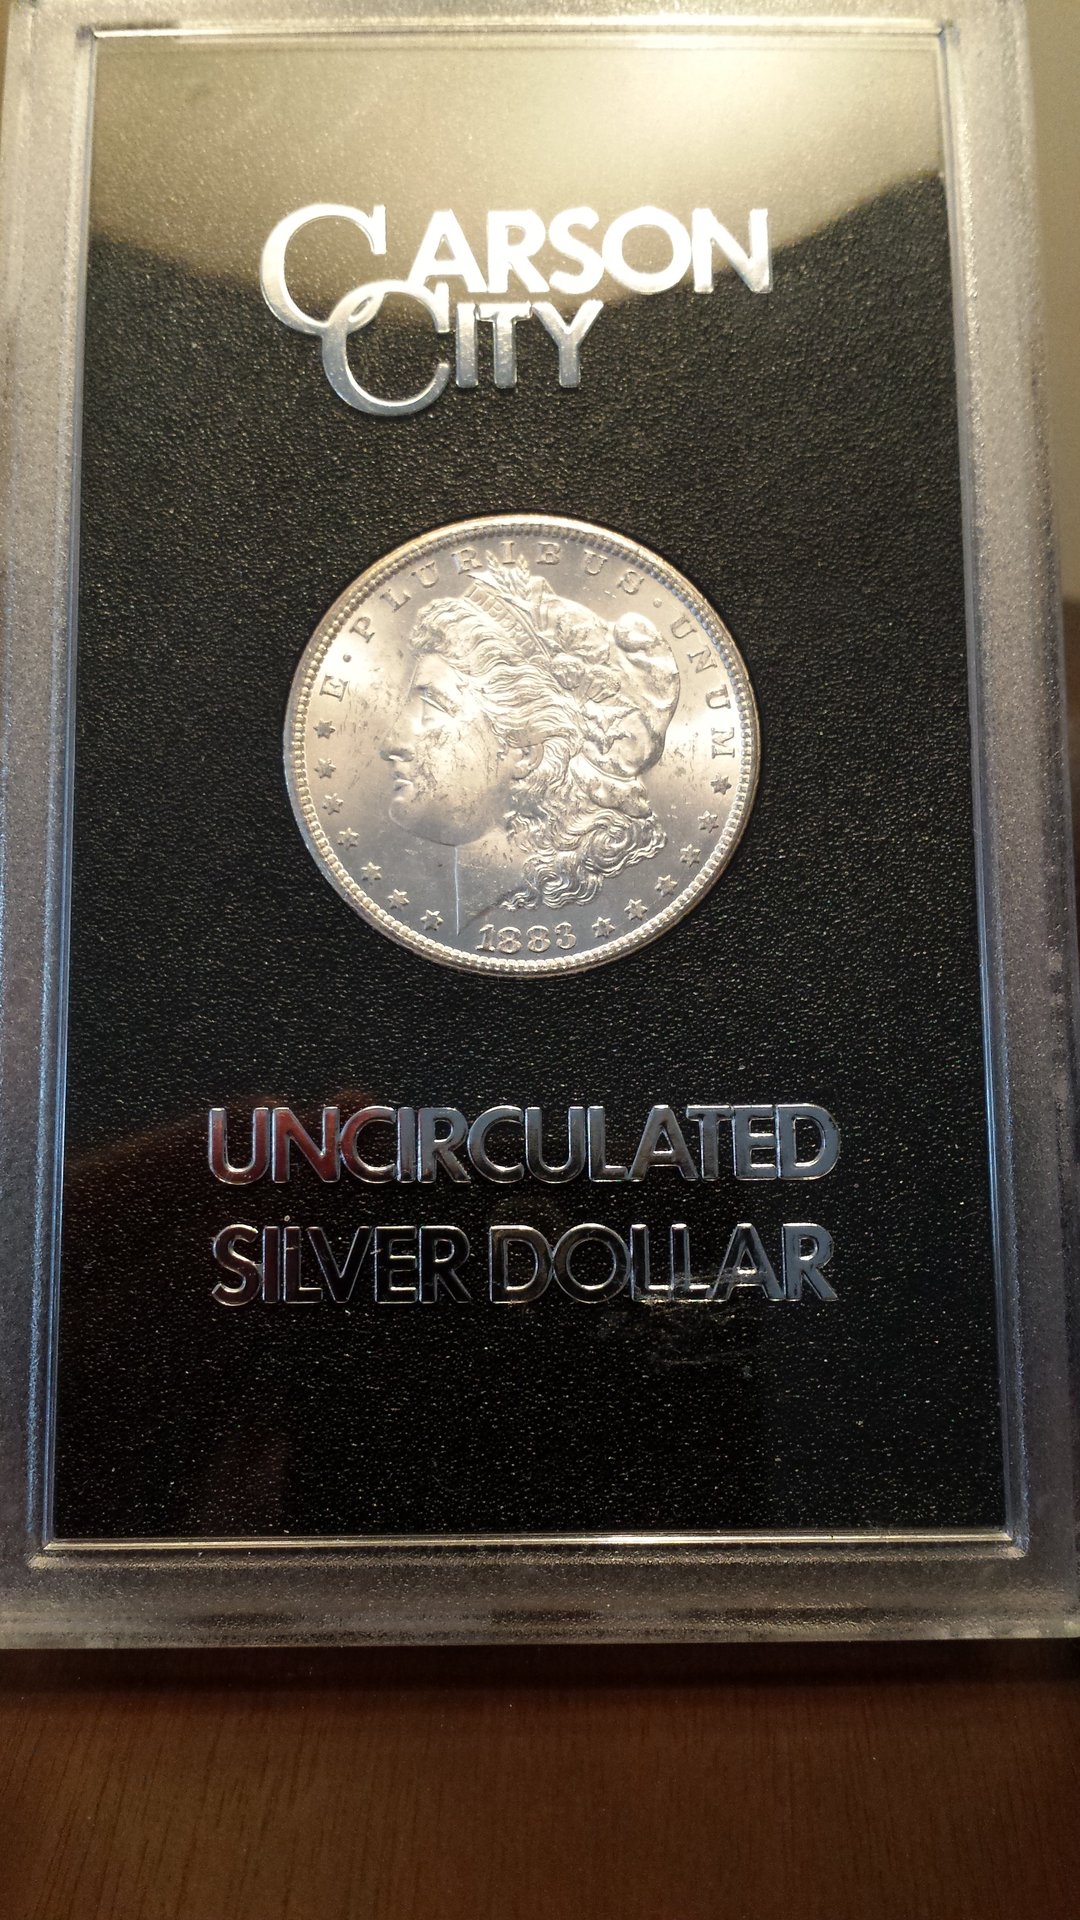 CARSON
CITY
E · PLURIBUS · UNUM
LIBERTY
1883
UNCIRCULATED
SILVER DOLLAR